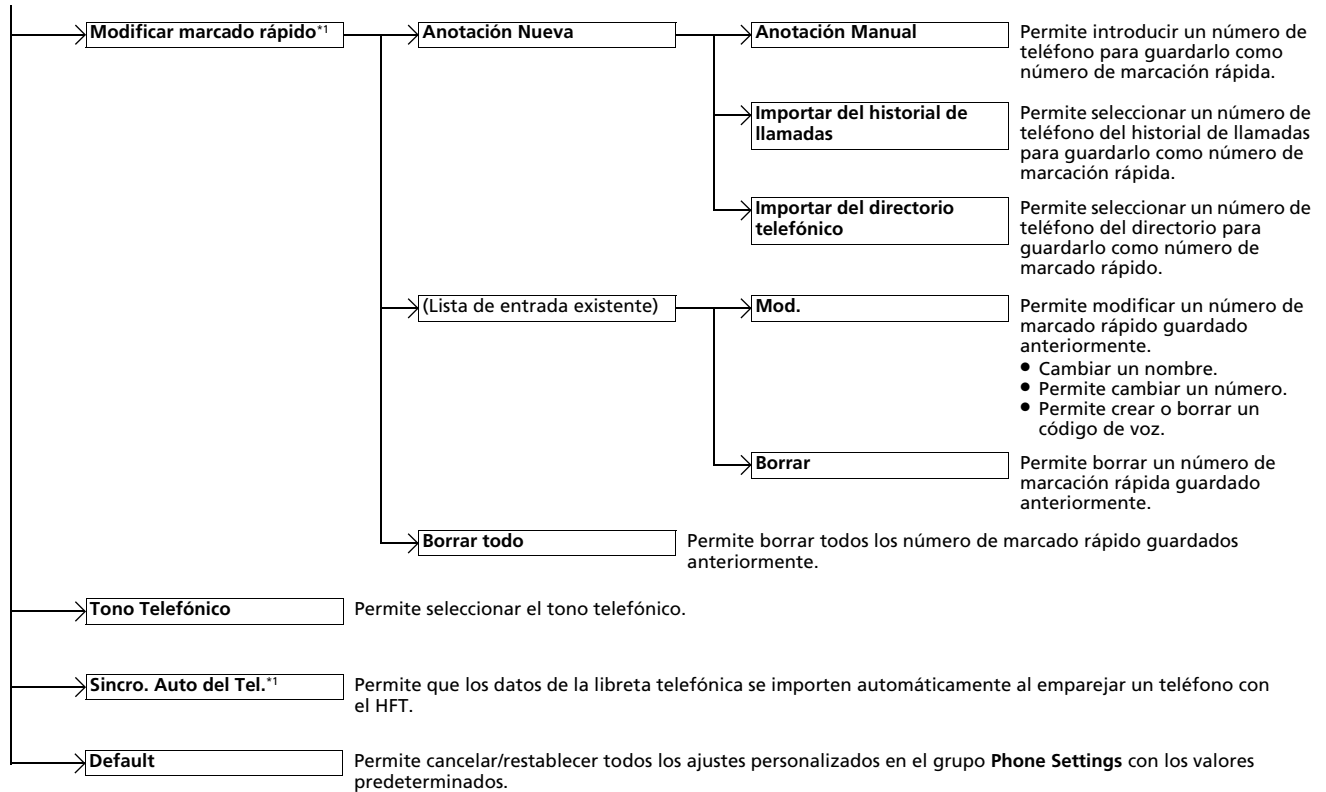 Modificar marcado rápido*1
Anotación Nueva
Anotación Manual
Permite introducir un número de
teléfono para guardarlo como
número de marcación rápida.
Importar del historial de
llamadas
Permite seleccionar un número de
teléfono del historial de llamadas
para guardarlo como número de
marcación rápida.
Importar del directorio
telefónico
Permite seleccionar un número de
teléfono del directorio para
guardarlo como número de
marcado rápido.
(Lista de entrada existente)
Mod.
Permite modificar un número de
marcado rápido guardado
anteriormente.
● Cambiar un nombre.
● Permite cambiar un número.
● Permite crear o borrar un
código de voz.
Borrar
Permite borrar un número de
marcación rápida guardado
anteriormente.
Borrar todo
Permite borrar todos los número de marcado rápido guardados
anteriormente.
Tono Telefónico
Permite seleccionar el tono telefónico.
Sincro. Auto del Tel.*1
Permite que los datos de la libreta telefónica se importen automáticamente al emparejar un teléfono con
el HFT.
Default
Permite cancelar/restablecer todos los ajustes personalizados en el grupo Phone Settings con los valores
predeterminados.